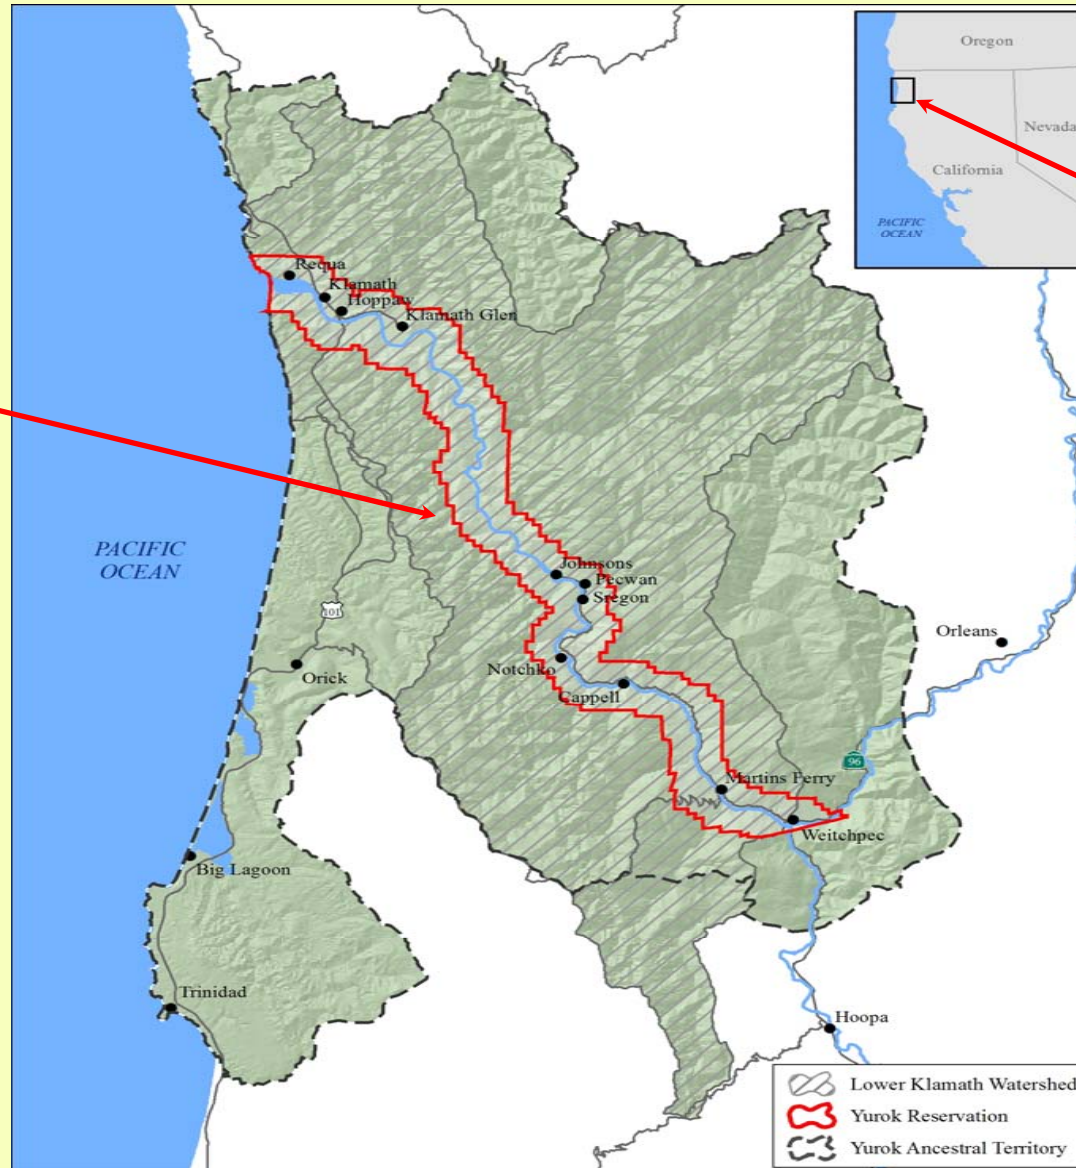 Oregon
Nevada
California
PACIFIC
OCEAN
Requa
Klamath
Hoppaw
Klamath Glen
PACIFIC
OCEAN
Johnsons
Pecwan
Sregon
101
Orleans
Notchko
Orick
Cappell
96
Martins Ferry
Weitchpec
Big Lagoon
Trinidad
Hoopa
Lower Klamath Watershed
Yurok Reservation
Yurok Ancestral Territory